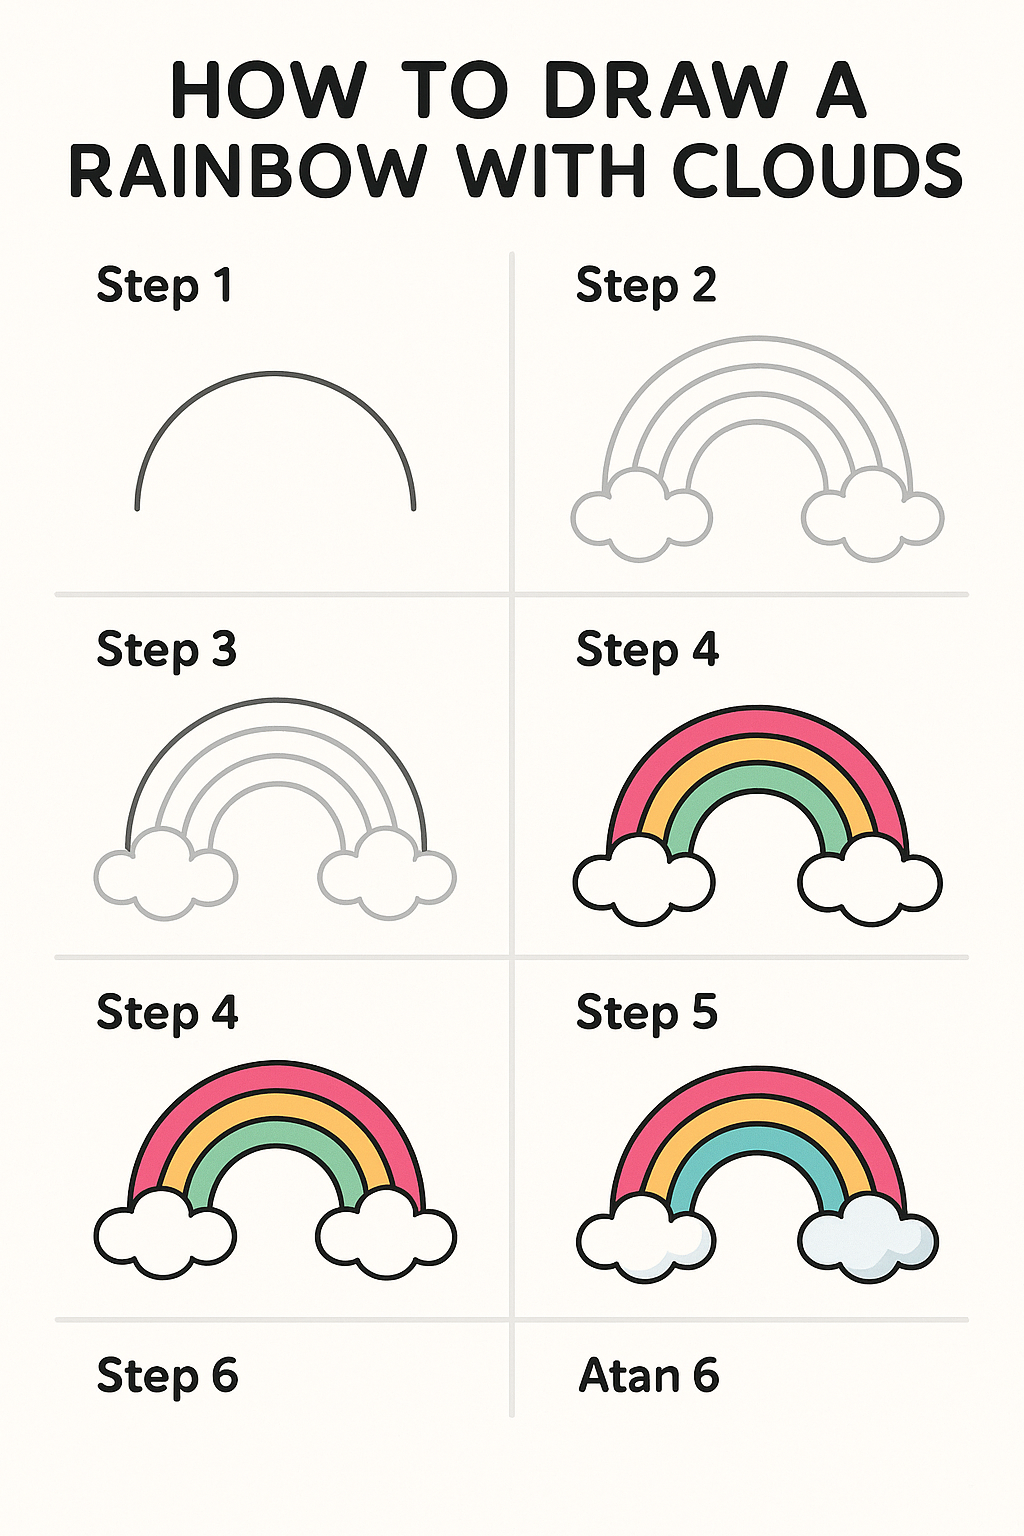 HOW TO DRAW A
RAINBOW WITH CLOUDS
Step 1
Step 2
Step 3
Step 4
Step 4
Step 5
Step 6
Atan 6